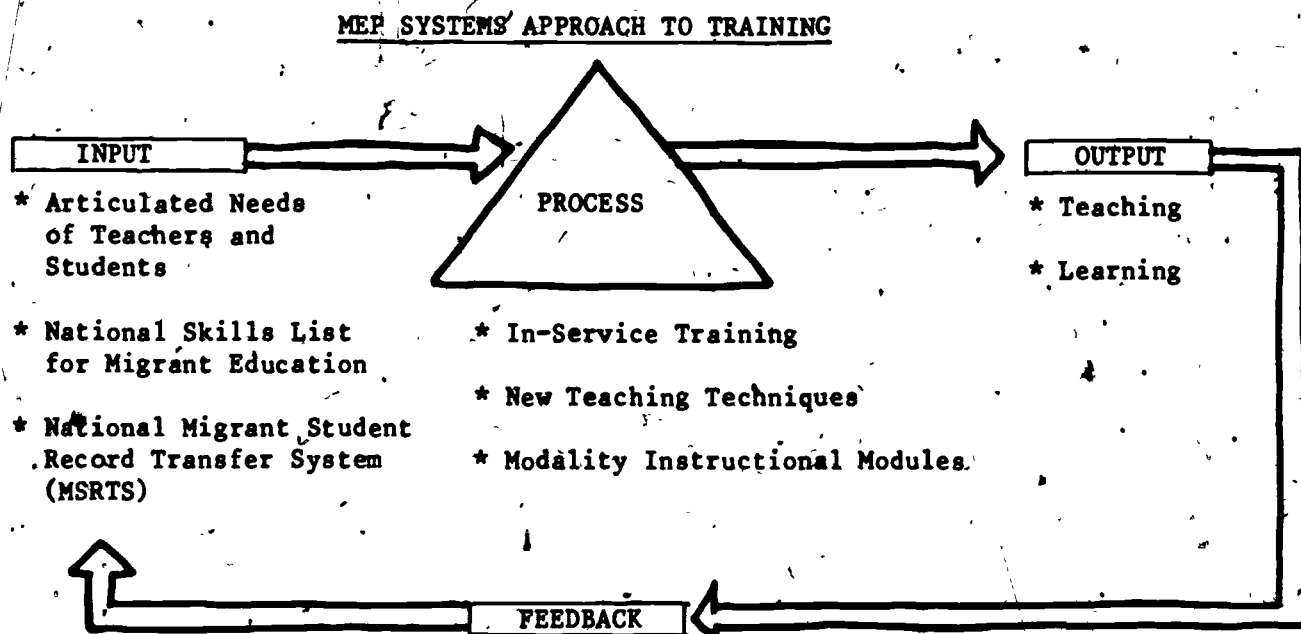 MEP SYSTEMS APPROACH TO TRAINING
INPUT
* Articulated Needs
of Teachers and
Students
* National Skills List
for Migrant Education
* National Migrant Student
Record Transfer System
(MSRTS)
PROCESS
* In-Service Training
* New Teaching Techniques
* Modality Instructional Modules
OUTPUT
* Teaching
* Learning
FEEDBACK